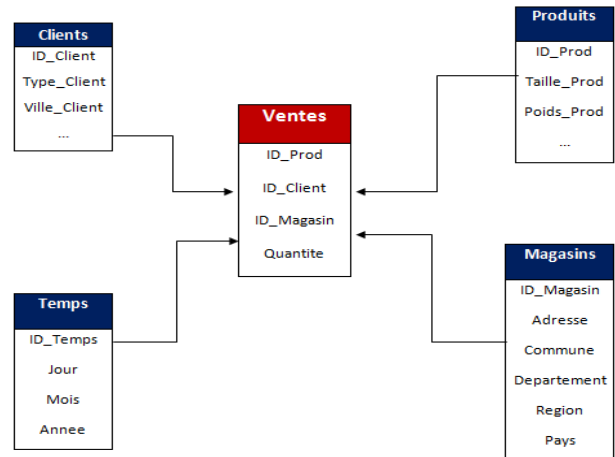 Clients
ID_Client
Type_Client
Ville_Client
...
Produits
ID_Prod
Taille_Prod
Poids_Prod
...
Ventes
ID_Prod
ID_Client
ID_Magasin
Quantite
Temps
ID_Temps
Jour
Mois
Annee
Magasins
ID_Magasin
Adresse
Commune
Departement
Region
Pays